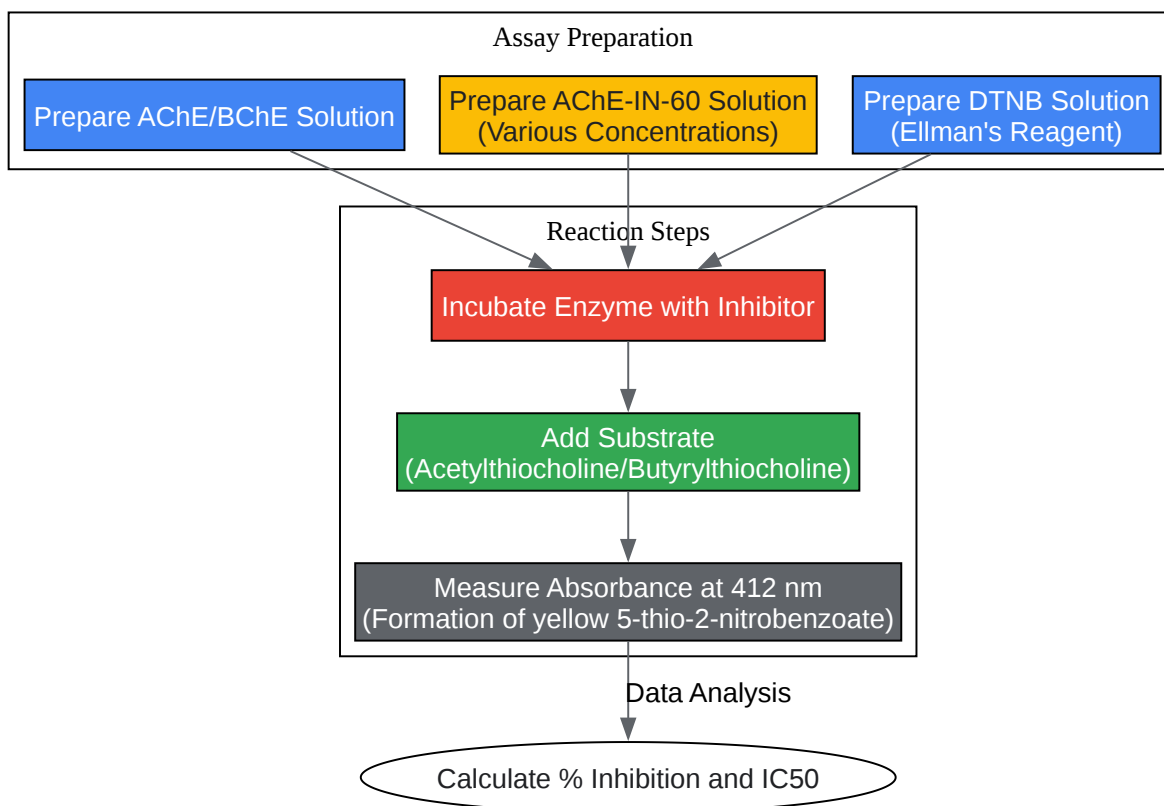 Assay Preparation
Prepare AChE/BChE Solution
Prepare AChE-IN-60 Solution
(Various Concentrations)
Prepare DTNB Solution
(Ellman's Reagent)
Reaction Steps
Incubate Enzyme with Inhibitor
Add Substrate
(Acetylthiocholine/Butyrylthiocholine)
Measure Absorbance at 412 nm
(Formation of yellow 5-thio-2-nitrobenzoate)
Data Analysis
Calculate % Inhibition and IC50